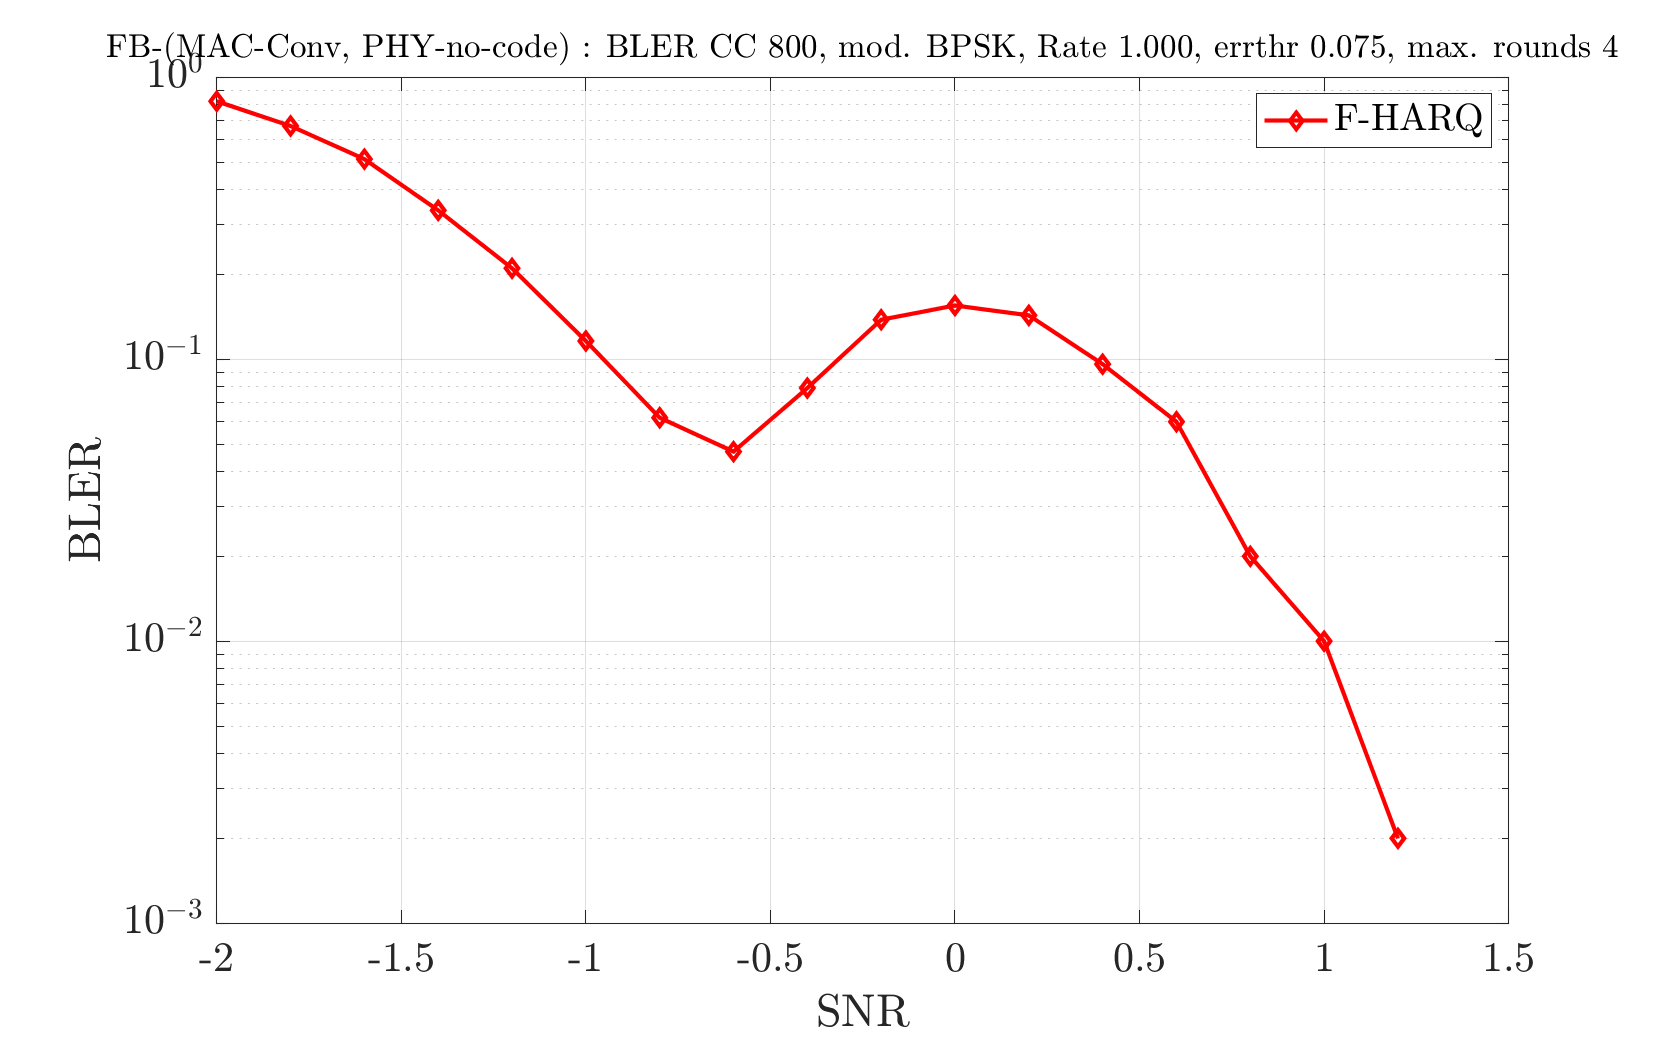 FB-(MAC-Conv, PHY-no-code) : BLER CC 800, mod. BPSK, Rate 1.000, errthr 0.075, max. rounds 4
10^0
F-HARQ
10^-1
BLER
10^-2
10^-3
-2 -1.5 -1 -0.5 0 0.5 1 1.5
SNR